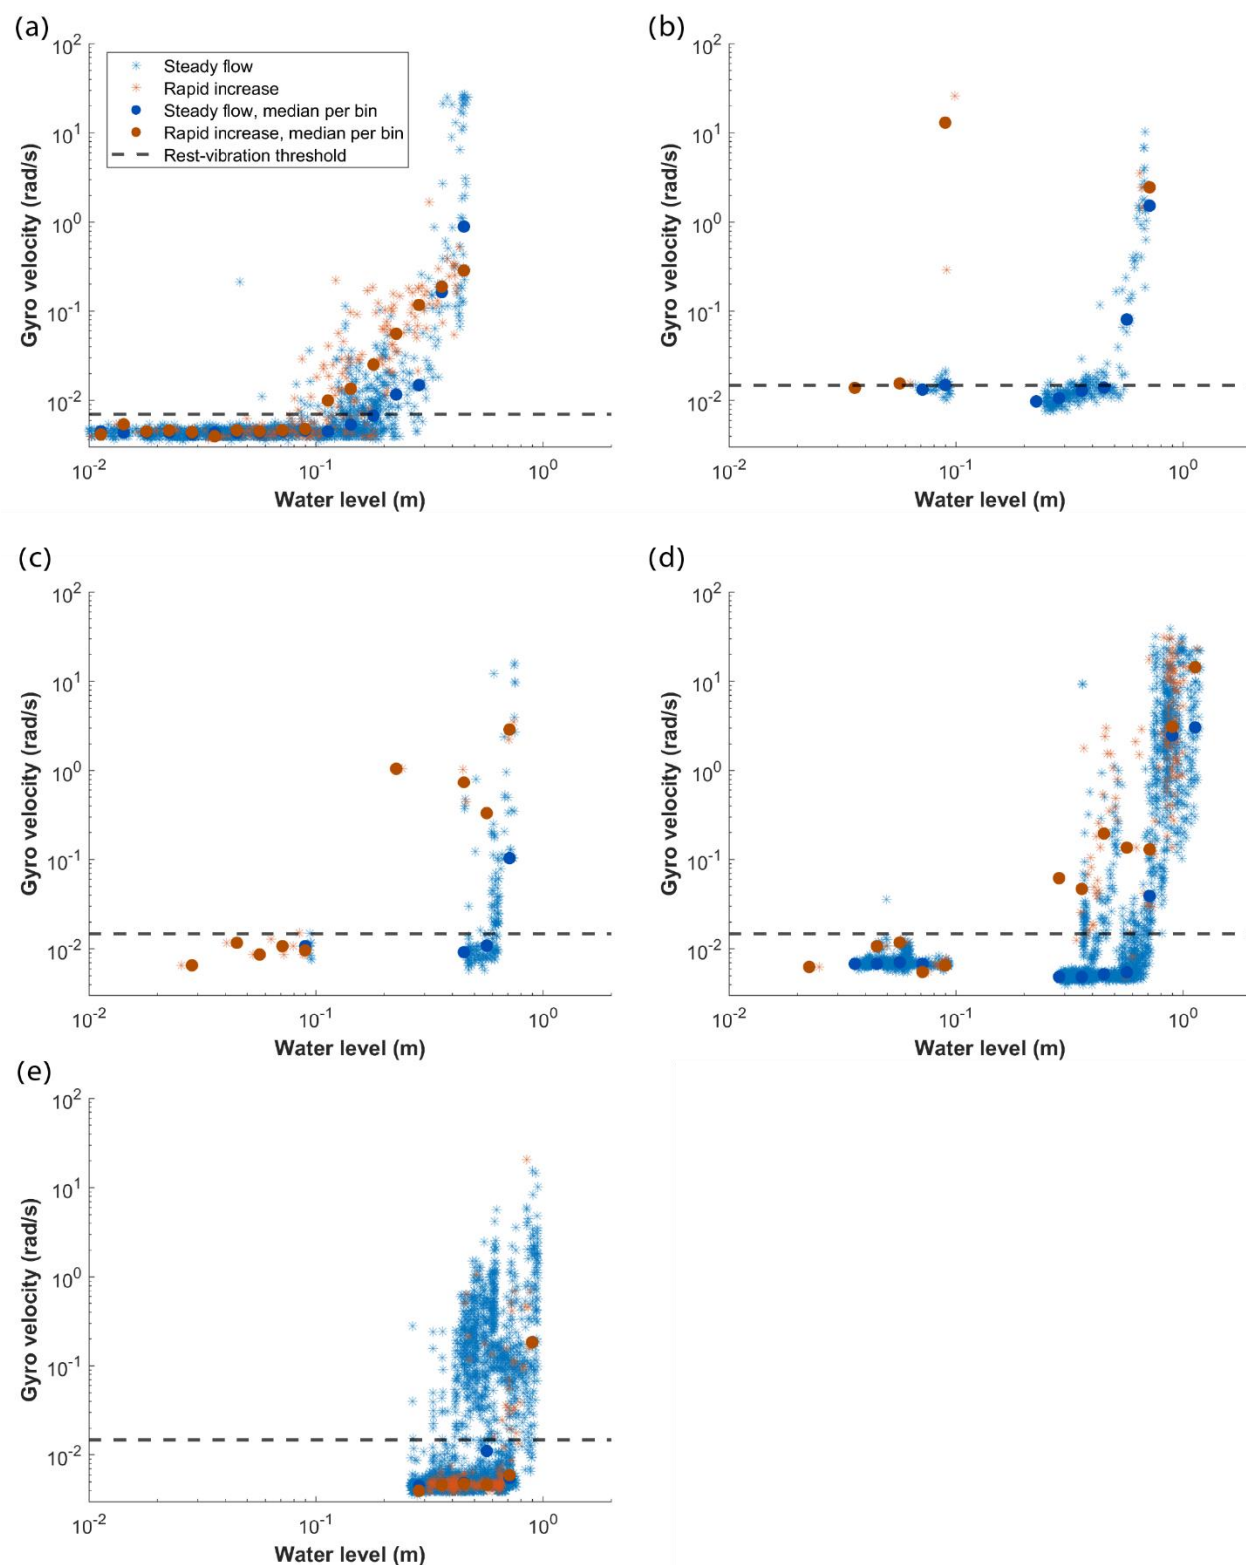 (a)
10^2
10^1
10^0
10^-1
10^-2
Gyro velocity (rad/s)
Steady flow
Rapid increase
Steady flow, median per bin
Rapid increase, median per bin
Rest-vibration threshold
10^-2
10^-1
10^0
Water level (m)
(b)
10^2
10^1
10^0
10^-1
10^-2
Gyro velocity (rad/s)
10^-2
10^-1
10^0
Water level (m)
(c)
10^2
10^1
10^0
10^-1
10^-2
Gyro velocity (rad/s)
10^-2
10^-1
10^0
Water level (m)
(d)
10^2
10^1
10^0
10^-1
10^-2
Gyro velocity (rad/s)
10^-2
10^-1
10^0
Water level (m)
(e)
10^2
10^1
10^0
10^-1
10^-2
Gyro velocity (rad/s)
10^-2
10^-1
10^0
Water level (m)